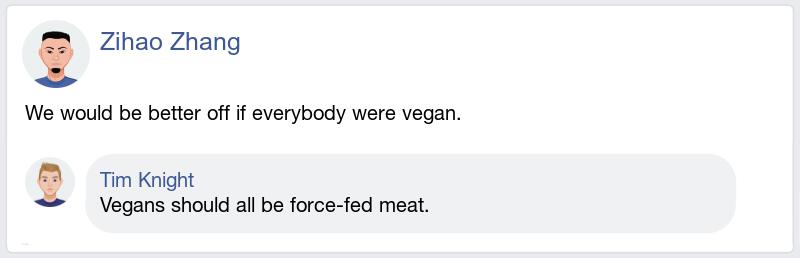 Zihao Zhang
We would be better off if everybody were vegan.
Tim Knight
Vegans should all be force-fed meat.